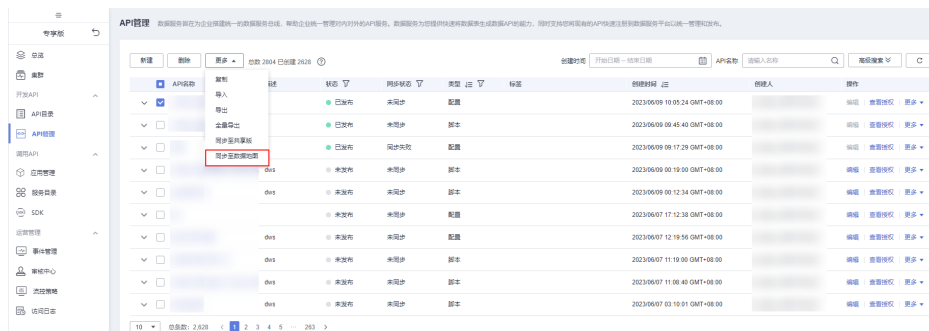 专享版
总览
集群
开发API
API目录
API管理
调用API
应用管理
服务目录
SDK
运营管理
事件管理
审核中心
流控策略
访问日志
API管理 数据服务旨在为企业搭建统一的数据服务总线，帮助企业统一管理对内对外的API服务。数据服务为您提供快速将数据表生成数据API的能力，同时支持您将现有的API快速注册到数据服务平台以统一管理和发布。
新建 删除 更多 总数 2804 已创建 2628 创建时间 开始日期 – 结束日期 API名称 请输入名称 高级搜索
复制
导入
导出
全量导出
同步至共享版
同步至数据地图
API名称 描述 状态 同步状态 类型 标签 创建时间 创建人 操作
已发布 未同步 配置 2023/06/09 10:05:24 GMT+08:00 编辑 查看授权 更多
已发布 未同步 脚本 2023/06/09 09:45:40 GMT+08:00 编辑 查看授权 更多
已发布 同步失败 配置 2023/06/09 09:17:29 GMT+08:00 编辑 查看授权 更多
dws 未发布 未同步 脚本 2023/06/09 00:19:00 GMT+08:00 编辑 查看授权 更多
dws 未发布 未同步 脚本 2023/06/09 00:12:34 GMT+08:00 编辑 查看授权 更多
未发布 未同步 配置 2023/06/07 17:12:38 GMT+08:00 编辑 查看授权 更多
dws 未发布 未同步 配置 2023/06/07 12:19:56 GMT+08:00 编辑 查看授权 更多
dws 未发布 未同步 脚本 2023/06/07 11:19:00 GMT+08:00 编辑 查看授权 更多
dws 未发布 未同步 脚本 2023/06/07 11:08:40 GMT+08:00 编辑 查看授权 更多
dws 未发布 未同步 脚本 2023/06/07 03:10:01 GMT+08:00 编辑 查看授权 更多
10 总条数：2,628 < 1 2 3 4 5 … 263 >